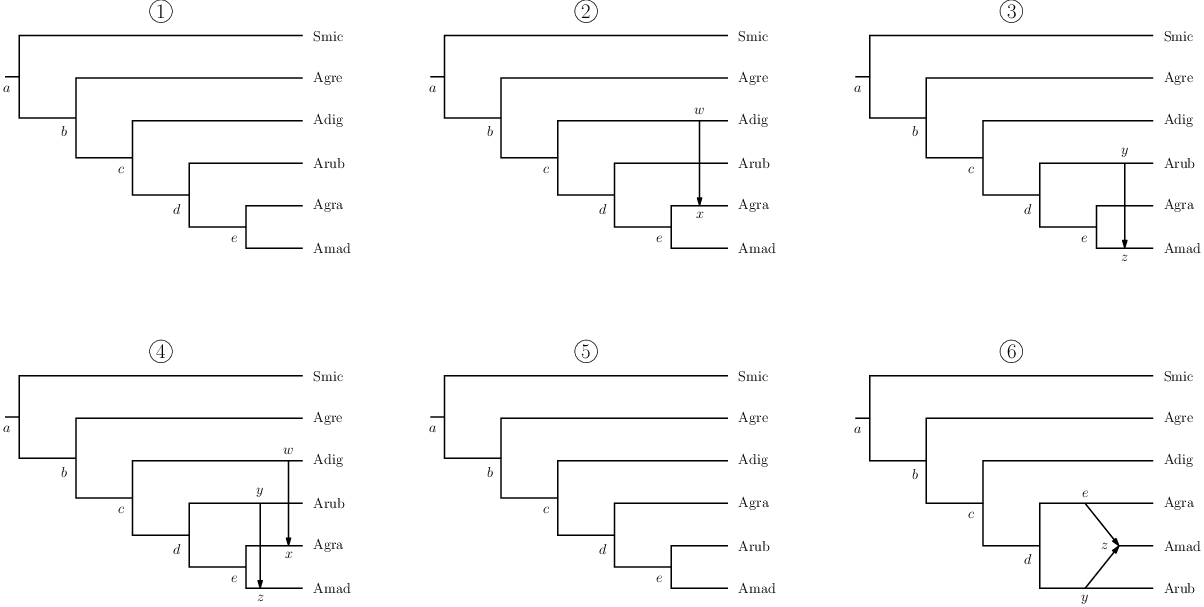 ① ② ③
Smic Smic Smic
a Agre a Agre a Agre
b w
Adig b Adig b Adig
c y
Arub c Arub c Arub
d Agra d x Agra d Agra
e Amad e Amad e z Amad
④ ⑤ ⑥
Smic Smic Smic
a Agre a Agre a Agre
b w Adig b Adig b Adig
c y Arub c Agra c e Agra
d x Agra d Arub d z Amad
e z Amad e Amad y Arub